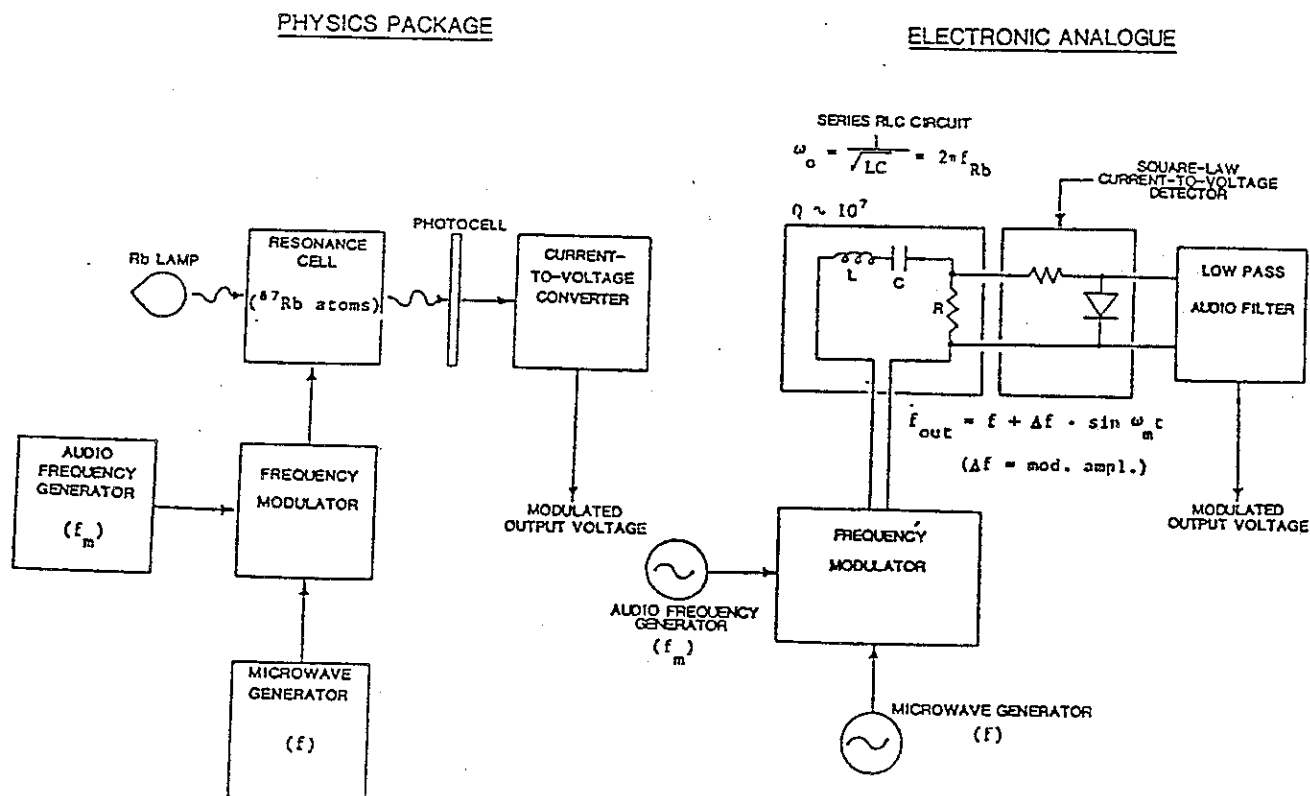 PHYSICS PACKAGE
Rb LAMP
RESONANCE
CELL
(⁸⁷Rb atoms)
PHOTOCELL
CURRENT-
TO-VOLTAGE
CONVERTER
AUDIO
FREQUENCY
GENERATOR
(f_m)
FREQUENCY
MODULATOR
MODULATED
OUTPUT VOLTAGE
MICROWAVE
GENERATOR
(f)
ELECTRONIC ANALOGUE
SERIES RLC CIRCUIT
ω_o = 1/√LC = 2πf_Rb
Q ~ 10⁷
SQUARE-LAW
CURRENT-TO-VOLTAGE
DETECTOR
L
C
R
LOW PASS
AUDIO FILTER
f_out = f + Δf · sin ω_m t
(Δf = mod. ampl.)
MODULATED
OUTPUT VOLTAGE
FREQUENCY
MODULATOR
AUDIO FREQUENCY
GENERATOR
(f_m)
MICROWAVE GENERATOR
(f)